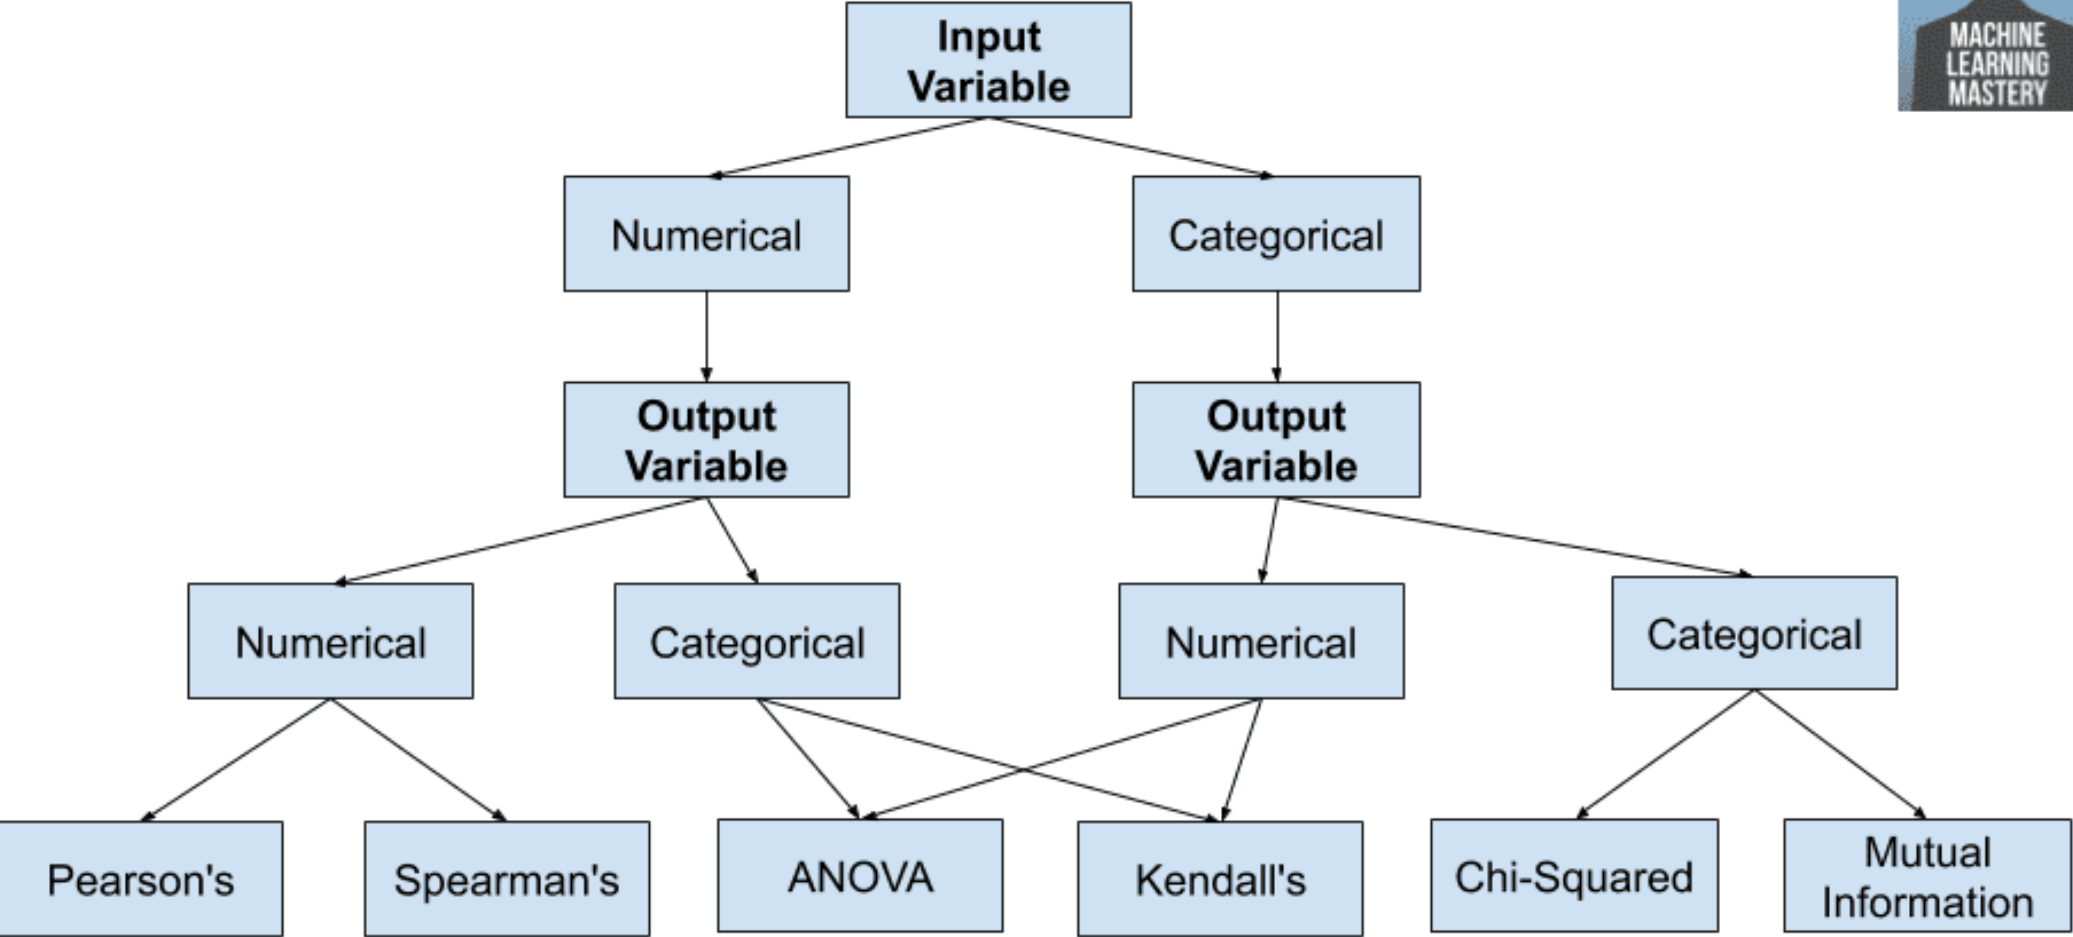 Input
Variable
MACHINE
LEARNING
MASTERY
Numerical
Categorical
Output
Variable
Output
Variable
Numerical
Categorical
Numerical
Categorical
Pearson's
Spearman's
ANOVA
Kendall's
Chi-Squared
Mutual
Information